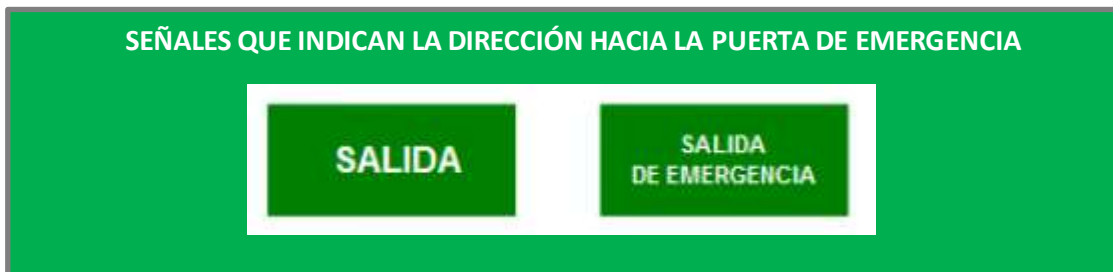 SEÑALES QUE INDICAN LA DIRECCIÓN HACIA LA PUERTA DE EMERGENCIA
SALIDA
SALIDA
DE EMERGENCIA